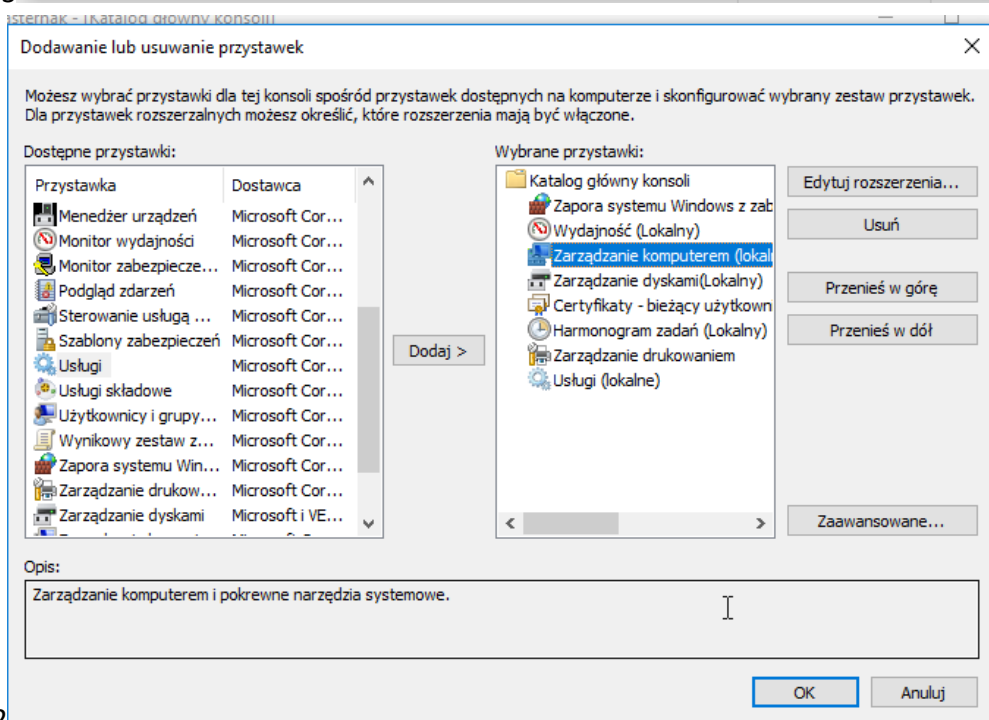 asternak - [Katalog główny konsoli]
Dodawanie lub usuwanie przystawek
Możesz wybrać przystawki dla tej konsoli spośród przystawek dostępnych na komputerze i skonfigurować wybrany zestaw przystawek.
Dla przystawek rozszerzalnych możesz określić, które rozszerzenia mają być włączone.
Dostępne przystawki:
Przystawka Dostawca
Menedżer urządzeń Microsoft Cor...
Monitor wydajności Microsoft Cor...
Monitor zabezpiecze... Microsoft Cor...
Podgląd zdarzeń Microsoft Cor...
Sterowanie usługą ... Microsoft Cor...
Szablony zabezpieczeń Microsoft Cor...
Usługi Microsoft Cor...
Usługi składowe Microsoft Cor...
Użytkownicy i grupy... Microsoft Cor...
Wynikowy zestaw z... Microsoft Cor...
Zapora systemu Win... Microsoft Cor...
Zarządzanie drukow... Microsoft Cor...
Zarządzanie dyskami Microsoft i VE...
Dodaj >
Wybrane przystawki:
Katalog główny konsoli
Zapora systemu Windows z zab
Wydajność (Lokalny)
Zarządzanie komputerem (lokal
Zarządzanie dyskami(Lokalny)
Certyfikaty - bieżący użytkown
Harmonogram zadań (Lokalny)
Zarządzanie drukowaniem
Usługi (lokalne)
Edytuj rozszerzenia...
Usuń
Przenieś w górę
Przenieś w dół
Zaawansowane...
Opis:
Zarządzanie komputerem i pokrewne narzędzia systemowe.
OK
Anuluj